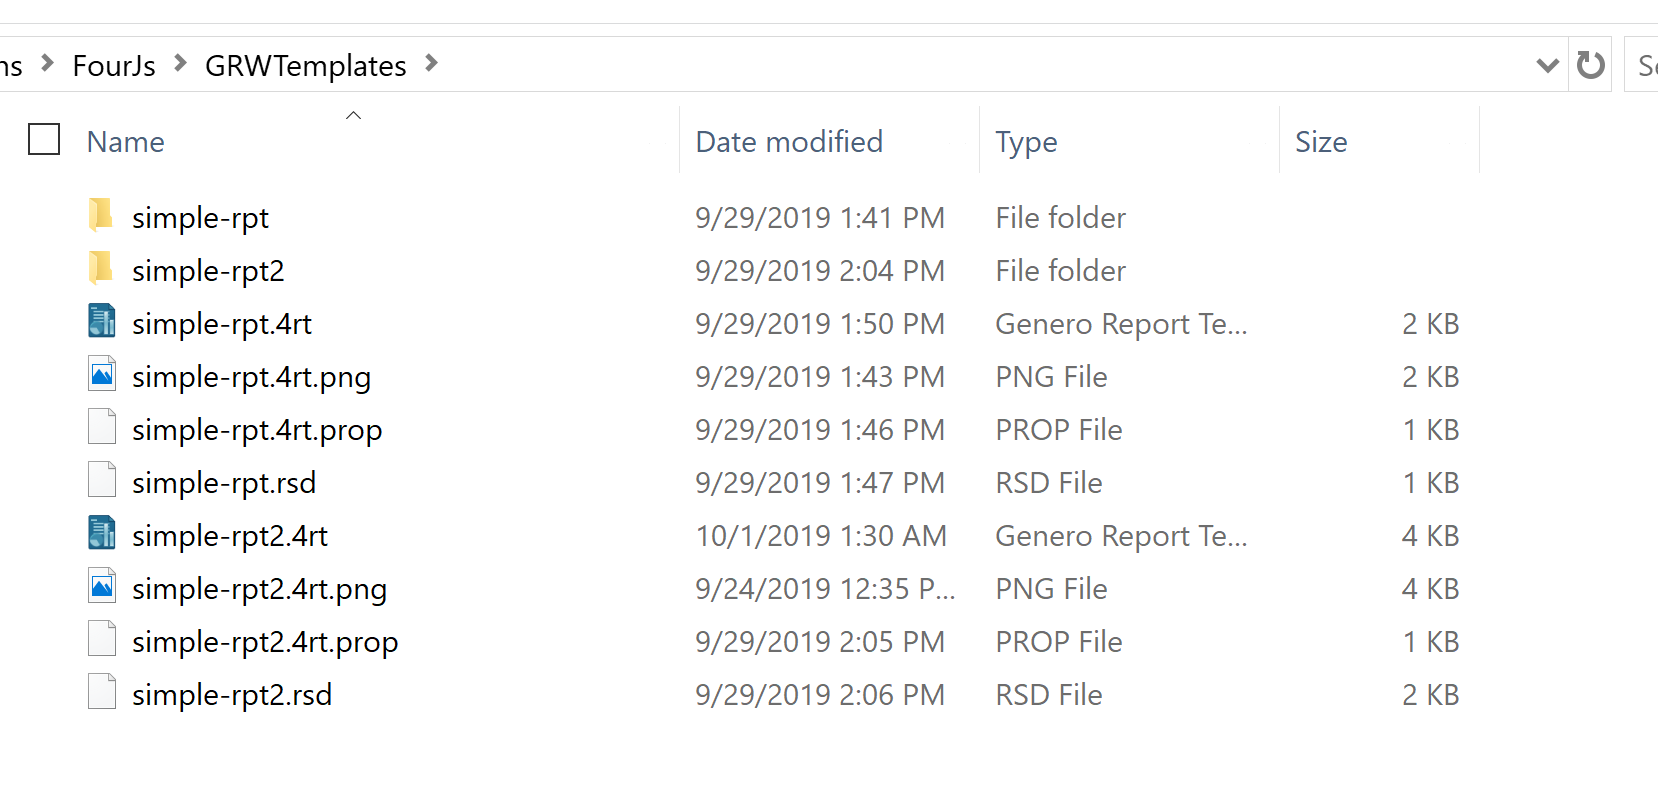 ns > FourJs > GRWTemplates >
Name Date modified Type Size
simple-rpt 9/29/2019 1:41 PM File folder
simple-rpt2 9/29/2019 2:04 PM File folder
simple-rpt.4rt 9/29/2019 1:50 PM Genero Report Te... 2 KB
simple-rpt.4rt.png 9/29/2019 1:43 PM PNG File 2 KB
simple-rpt.4rt.prop 9/29/2019 1:46 PM PROP File 1 KB
simple-rpt.rsd 9/29/2019 1:47 PM RSD File 1 KB
simple-rpt2.4rt 10/1/2019 1:30 AM Genero Report Te... 4 KB
simple-rpt2.4rt.png 9/24/2019 12:35 P... PNG File 4 KB
simple-rpt2.4rt.prop 9/29/2019 2:05 PM PROP File 1 KB
simple-rpt2.rsd 9/29/2019 2:06 PM RSD File 2 KB